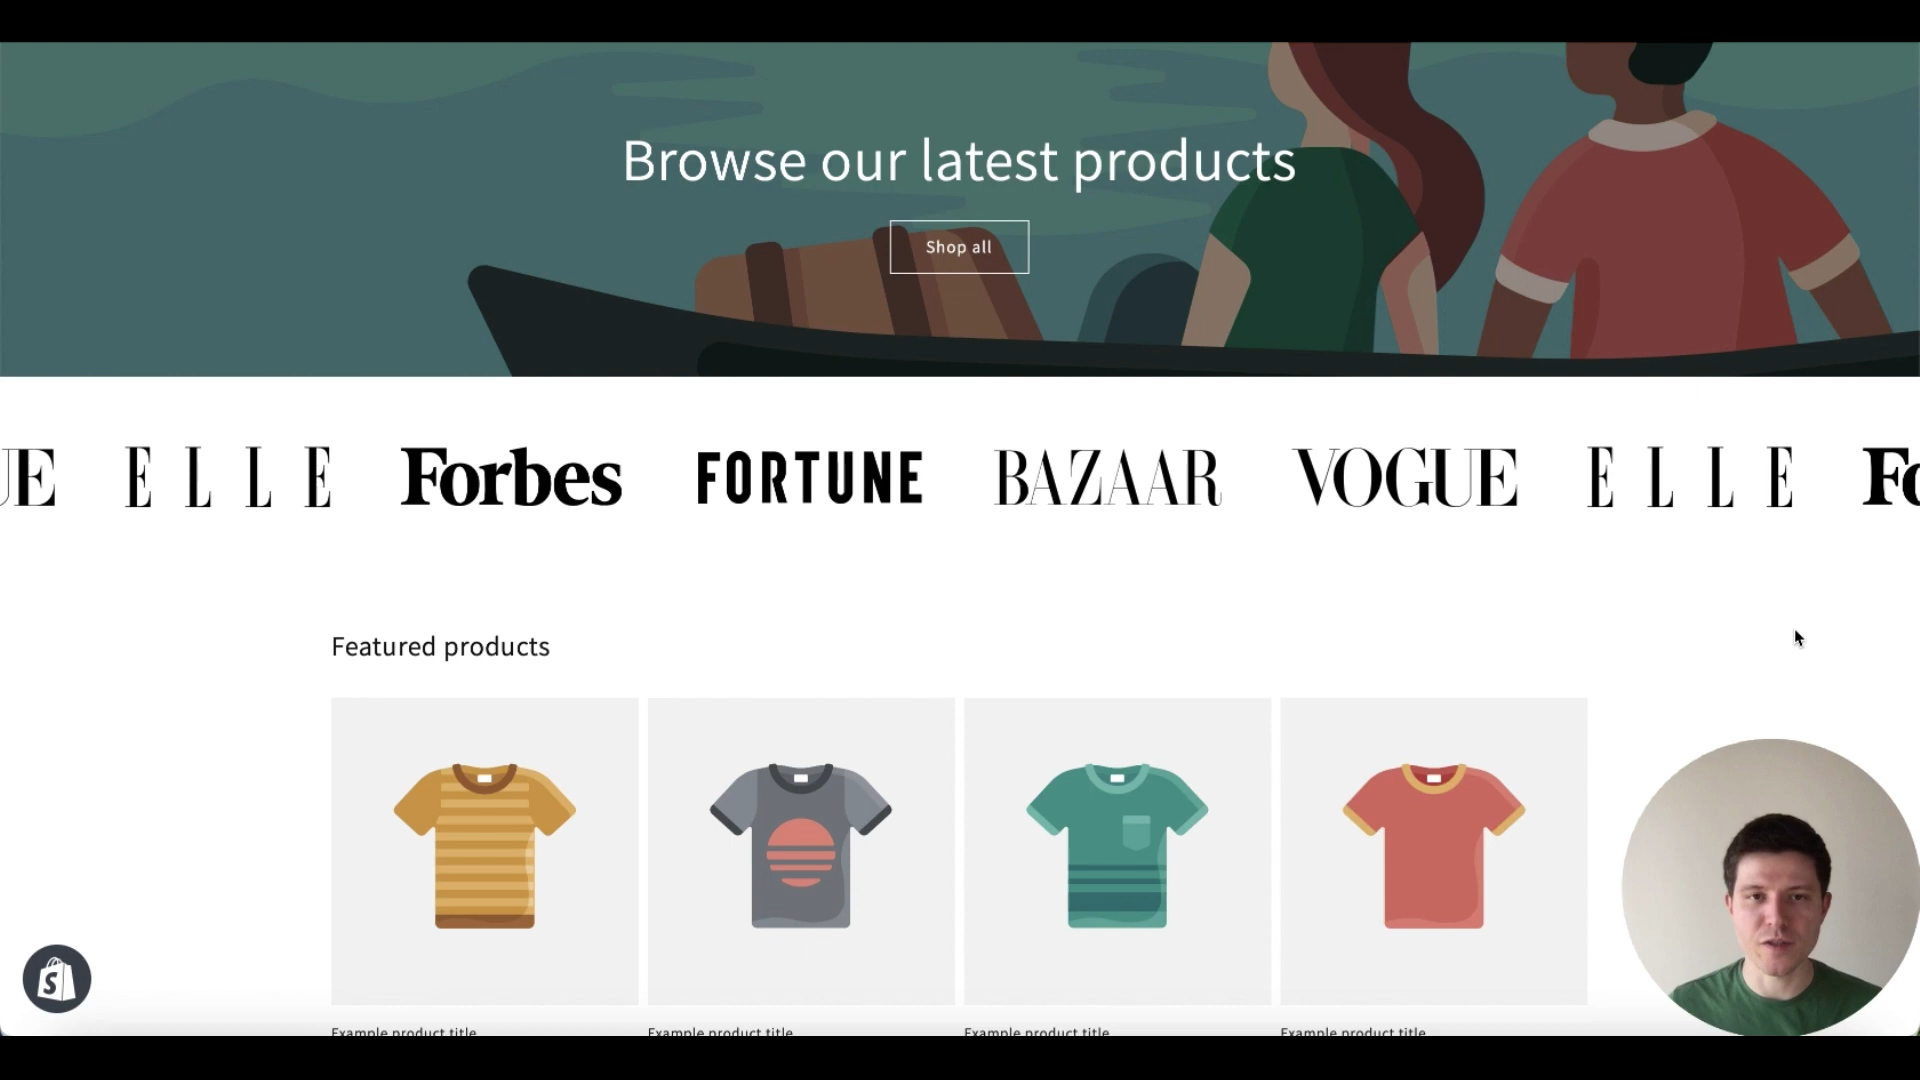 Browse our latest products
Shop all
UE ELLE Forbes FORTUNE BAZAAR VOGUE ELLE Fo
Featured products
Example product title Example product title Example product title Example product title